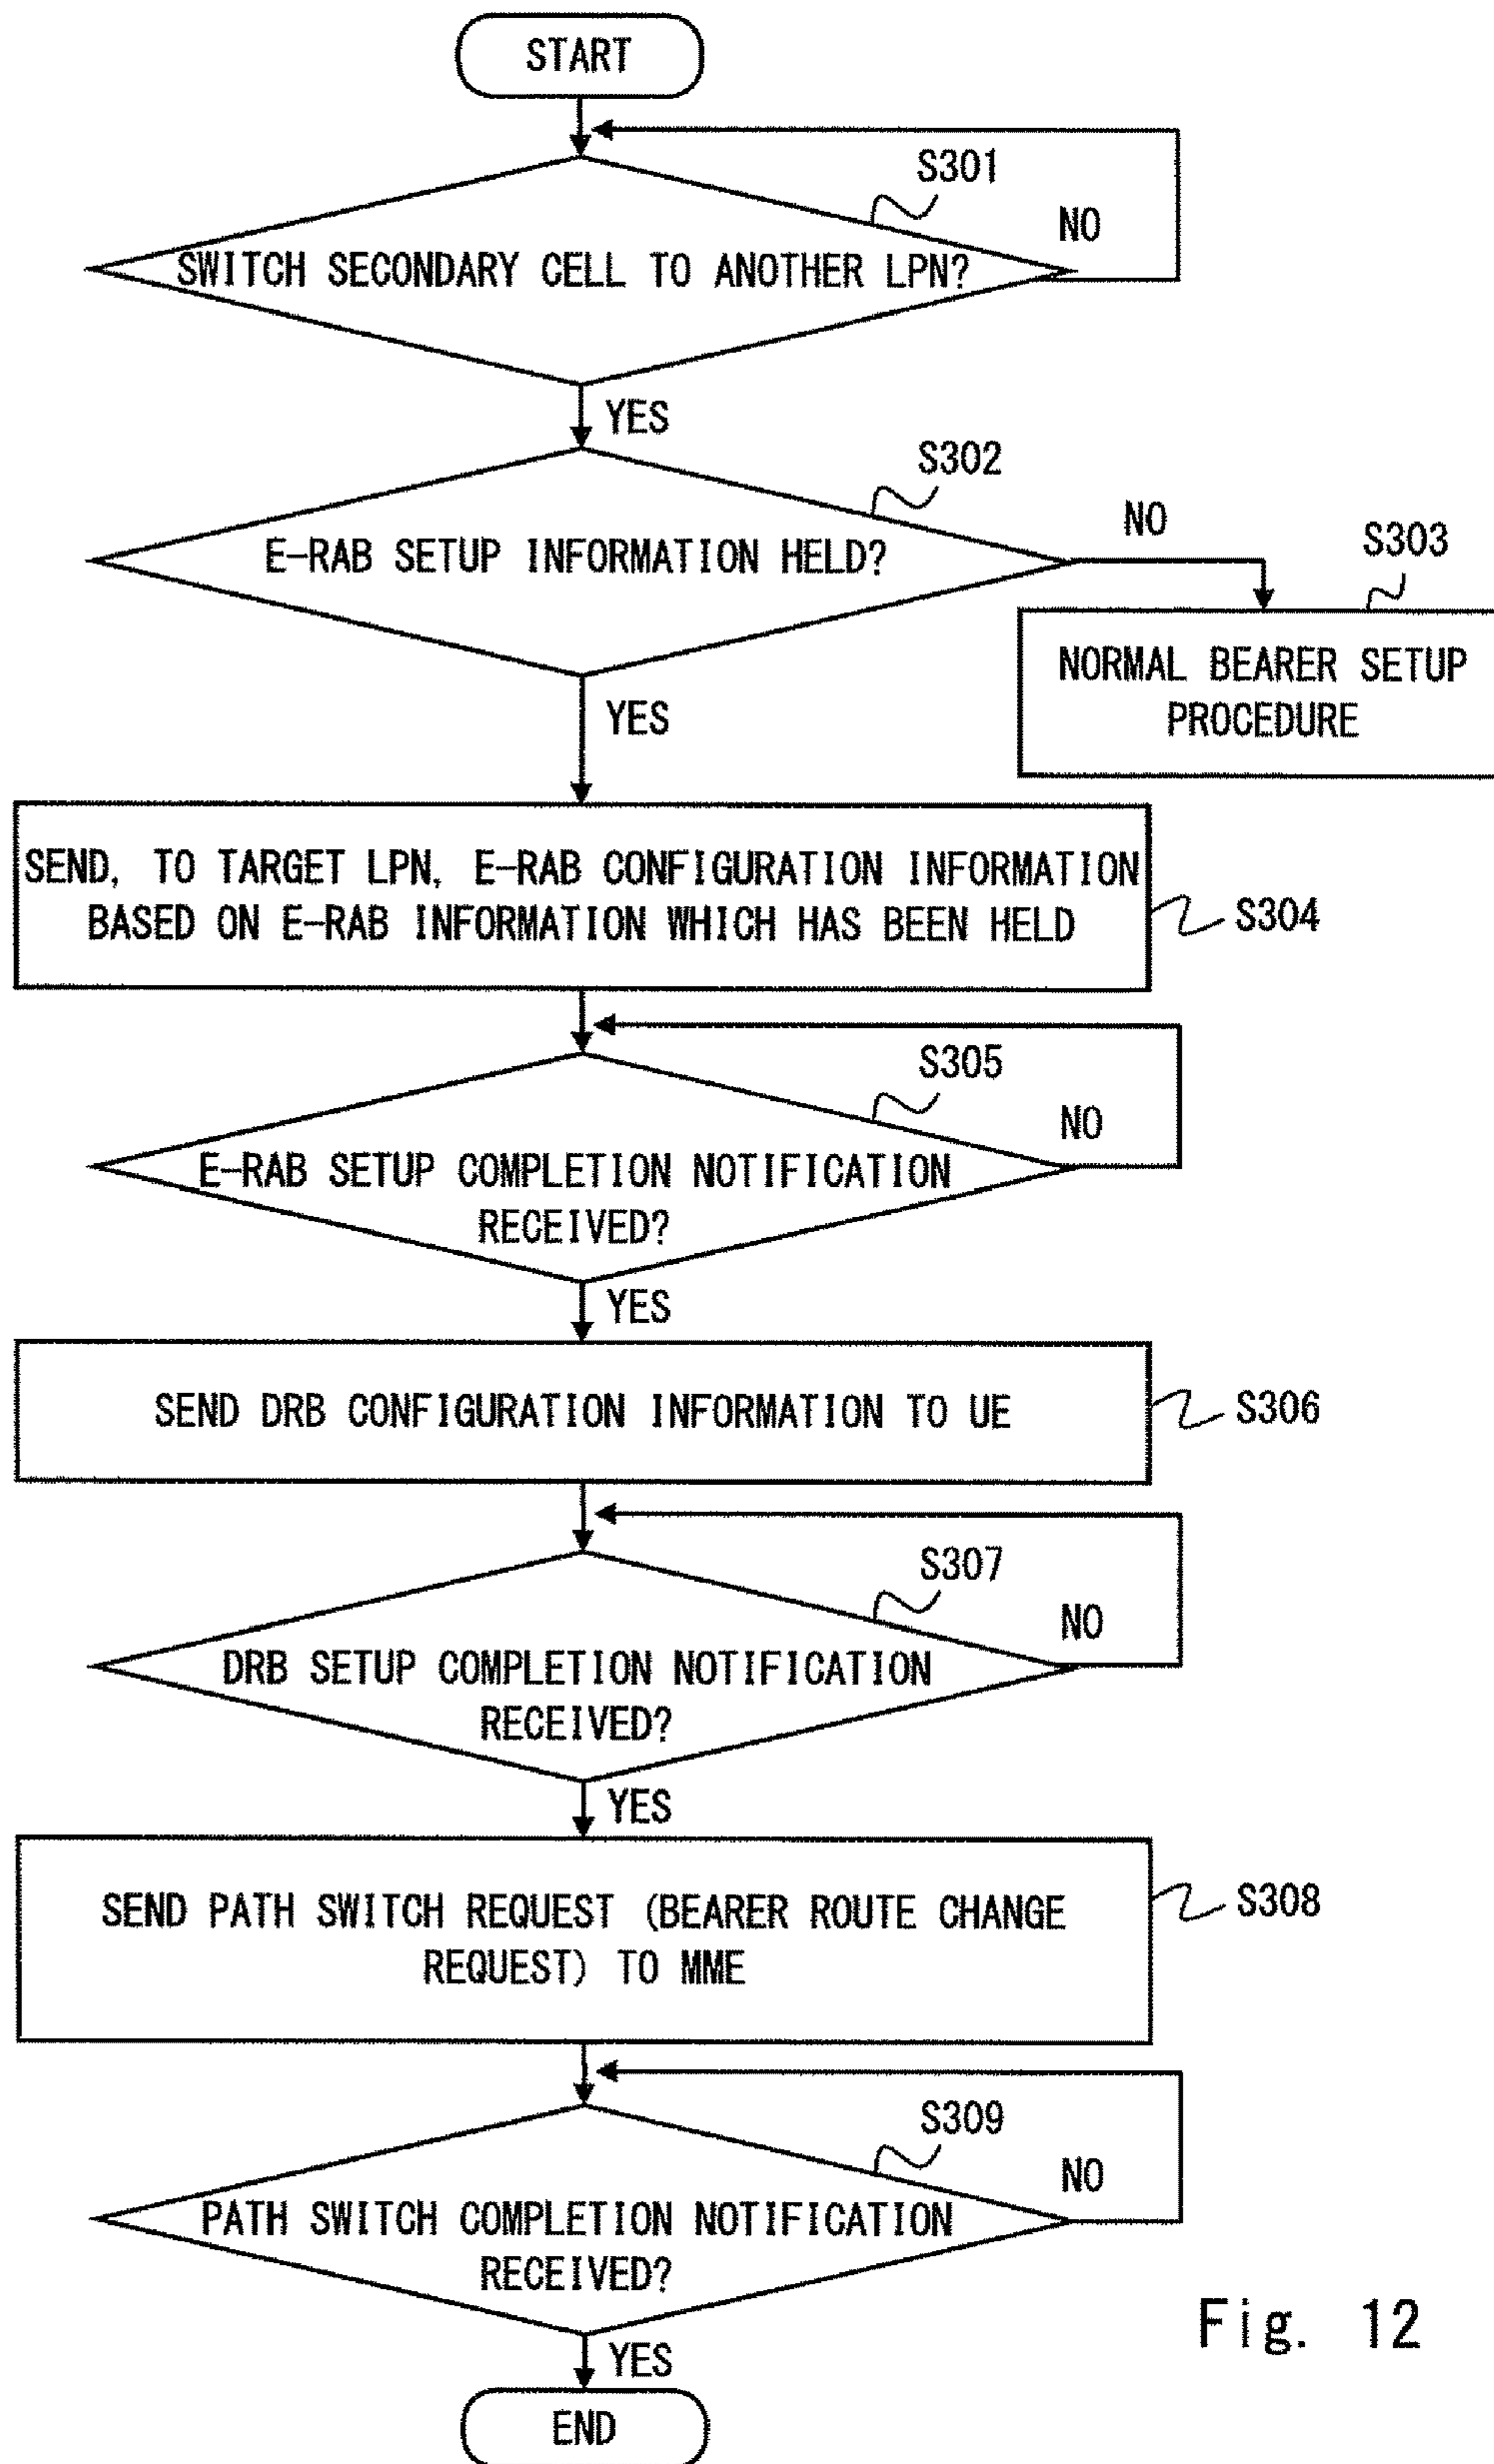 START
S301
NO
SWITCH SECONDARY CELL TO ANOTHER LPN?
YES
S302
NO
E-RAB SETUP INFORMATION HELD?
S303
NORMAL BEARER SETUP
PROCEDURE
YES
SEND, TO TARGET LPN, E-RAB CONFIGURATION INFORMATION
BASED ON E-RAB INFORMATION WHICH HAS BEEN HELD
S304
S305
NO
E-RAB SETUP COMPLETION NOTIFICATION
RECEIVED?
YES
SEND DRB CONFIGURATION INFORMATION TO UE
S306
S307
NO
DRB SETUP COMPLETION NOTIFICATION
RECEIVED?
YES
SEND PATH SWITCH REQUEST (BEARER ROUTE CHANGE
REQUEST) TO MME
S308
S309
NO
PATH SWITCH COMPLETION NOTIFICATION
RECEIVED?
YES
END
Fig. 12